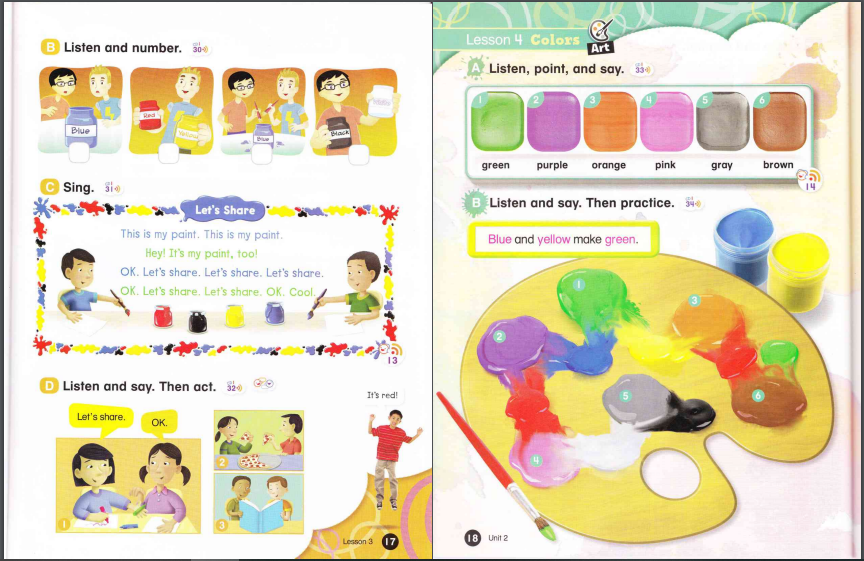 B Listen and number.
30
Blue
Red
Yellow
Blue
Black
White
C Sing.
31
Let's Share
This is my paint. This is my paint.
Hey! It's my paint, too!
OK. Let's share. Let's share. Let's share.
OK. Let's share. Let's share. OK. Cool.
13
D Listen and say. Then act.
32
It's red!
Let's share.
OK.
1
2
3
Lesson 3 17
Lesson 4 Colors
Art
A Listen, point, and say.
33
1
2
3
4
5
6
green
purple
orange
pink
gray
brown
14
B Listen and say. Then practice.
34
Blue and yellow make green.
1
2
3
4
5
6
18 Unit 2